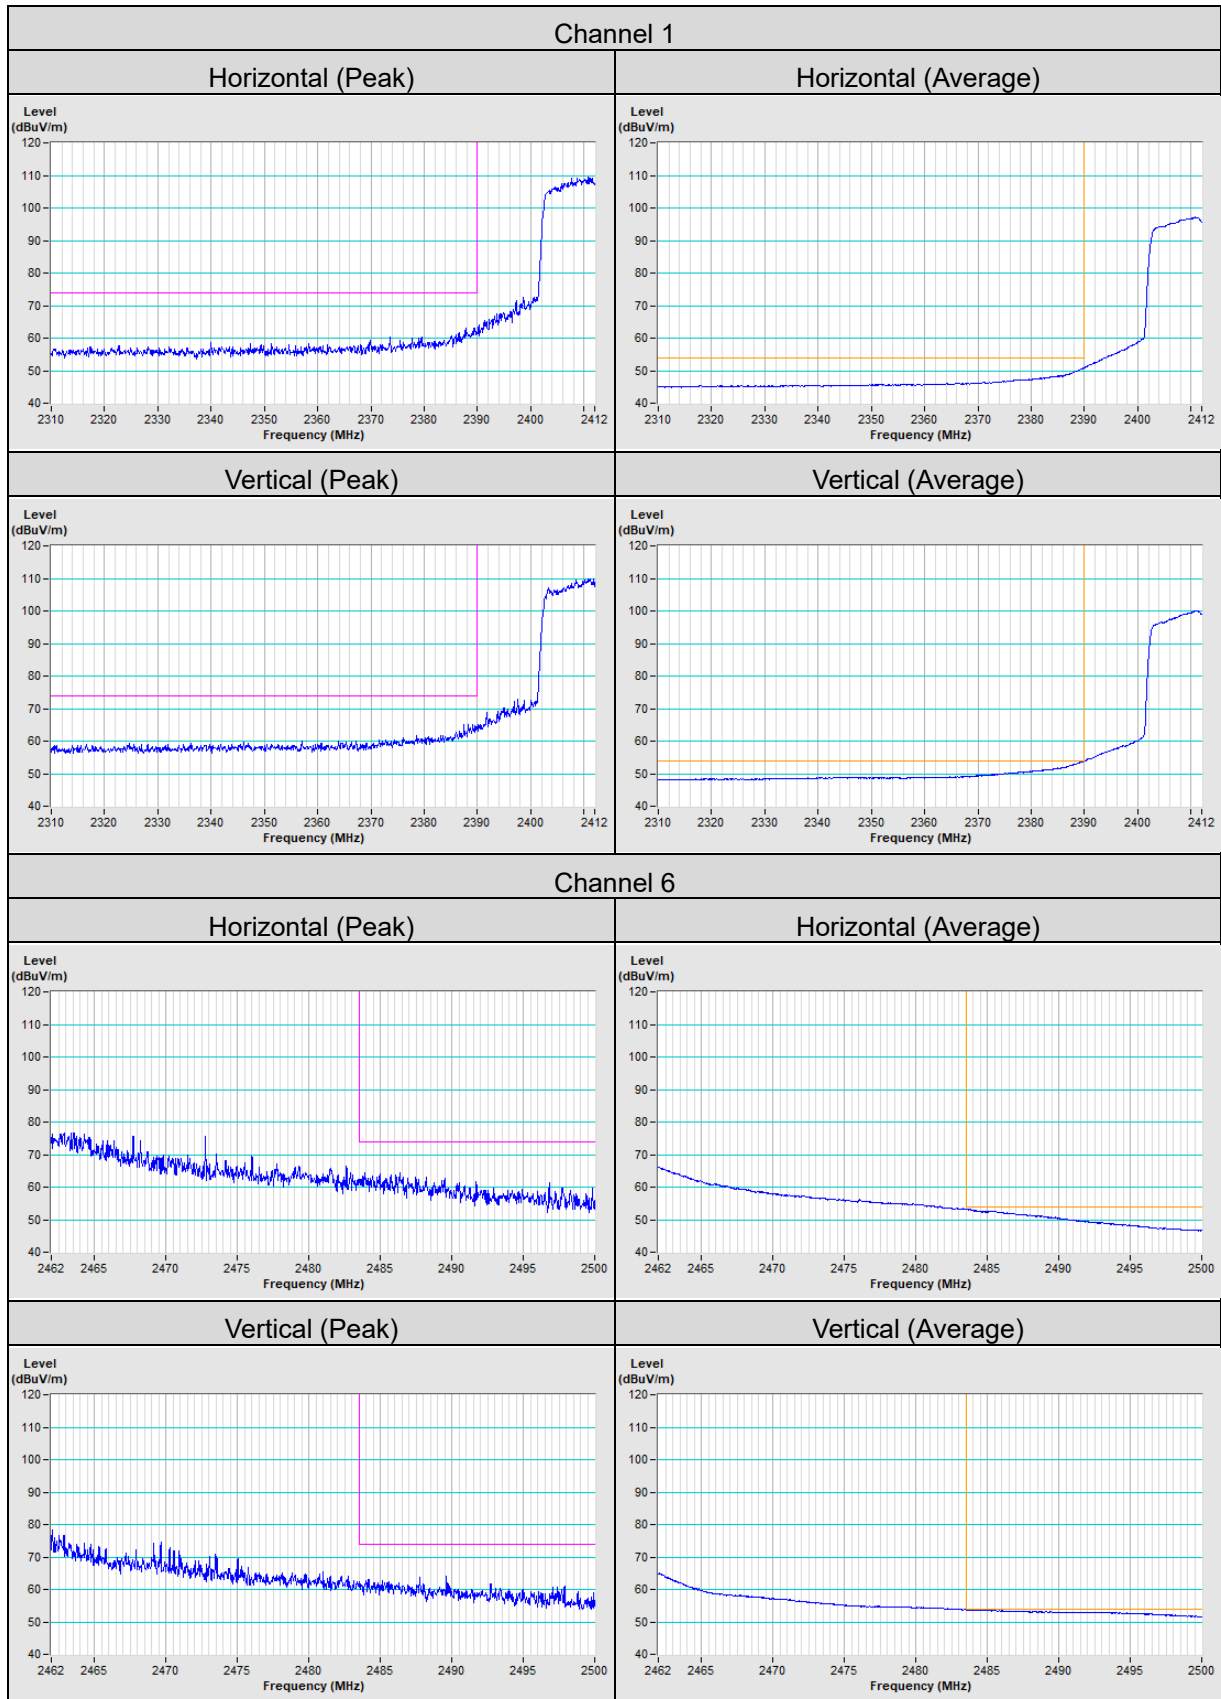 Channel 1
Horizontal (Peak) Horizontal (Average)
Level Level
(dBuV/m) (dBuV/m)
120 120
110 110
100 100
90 90
80 80
70 70
60 60
50 50
40 40
2310 2320 2330 2340 2350 2360 2370 2380 2390 2400 2412 2310 2320 2330 2340 2350 2360 2370 2380 2390 2400 2412
Frequency (MHz) Frequency (MHz)
Vertical (Peak) Vertical (Average)
Level Level
(dBuV/m) (dBuV/m)
120 120
110 110
100 100
90 90
80 80
70 70
60 60
50 50
40 40
2310 2320 2330 2340 2350 2360 2370 2380 2390 2400 2412 2310 2320 2330 2340 2350 2360 2370 2380 2390 2400 2412
Frequency (MHz) Frequency (MHz)
Channel 6
Horizontal (Peak) Horizontal (Average)
Level Level
(dBuV/m) (dBuV/m)
120 120
110 110
100 100
90 90
80 80
70 70
60 60
50 50
40 40
2462 2465 2470 2475 2480 2485 2490 2495 2500 2462 2465 2470 2475 2480 2485 2490 2495 2500
Frequency (MHz) Frequency (MHz)
Vertical (Peak) Vertical (Average)
Level Level
(dBuV/m) (dBuV/m)
120 120
110 110
100 100
90 90
80 80
70 70
60 60
50 50
40 40
2462 2465 2470 2475 2480 2485 2490 2495 2500 2462 2465 2470 2475 2480 2485 2490 2495 2500
Frequency (MHz) Frequency (MHz)